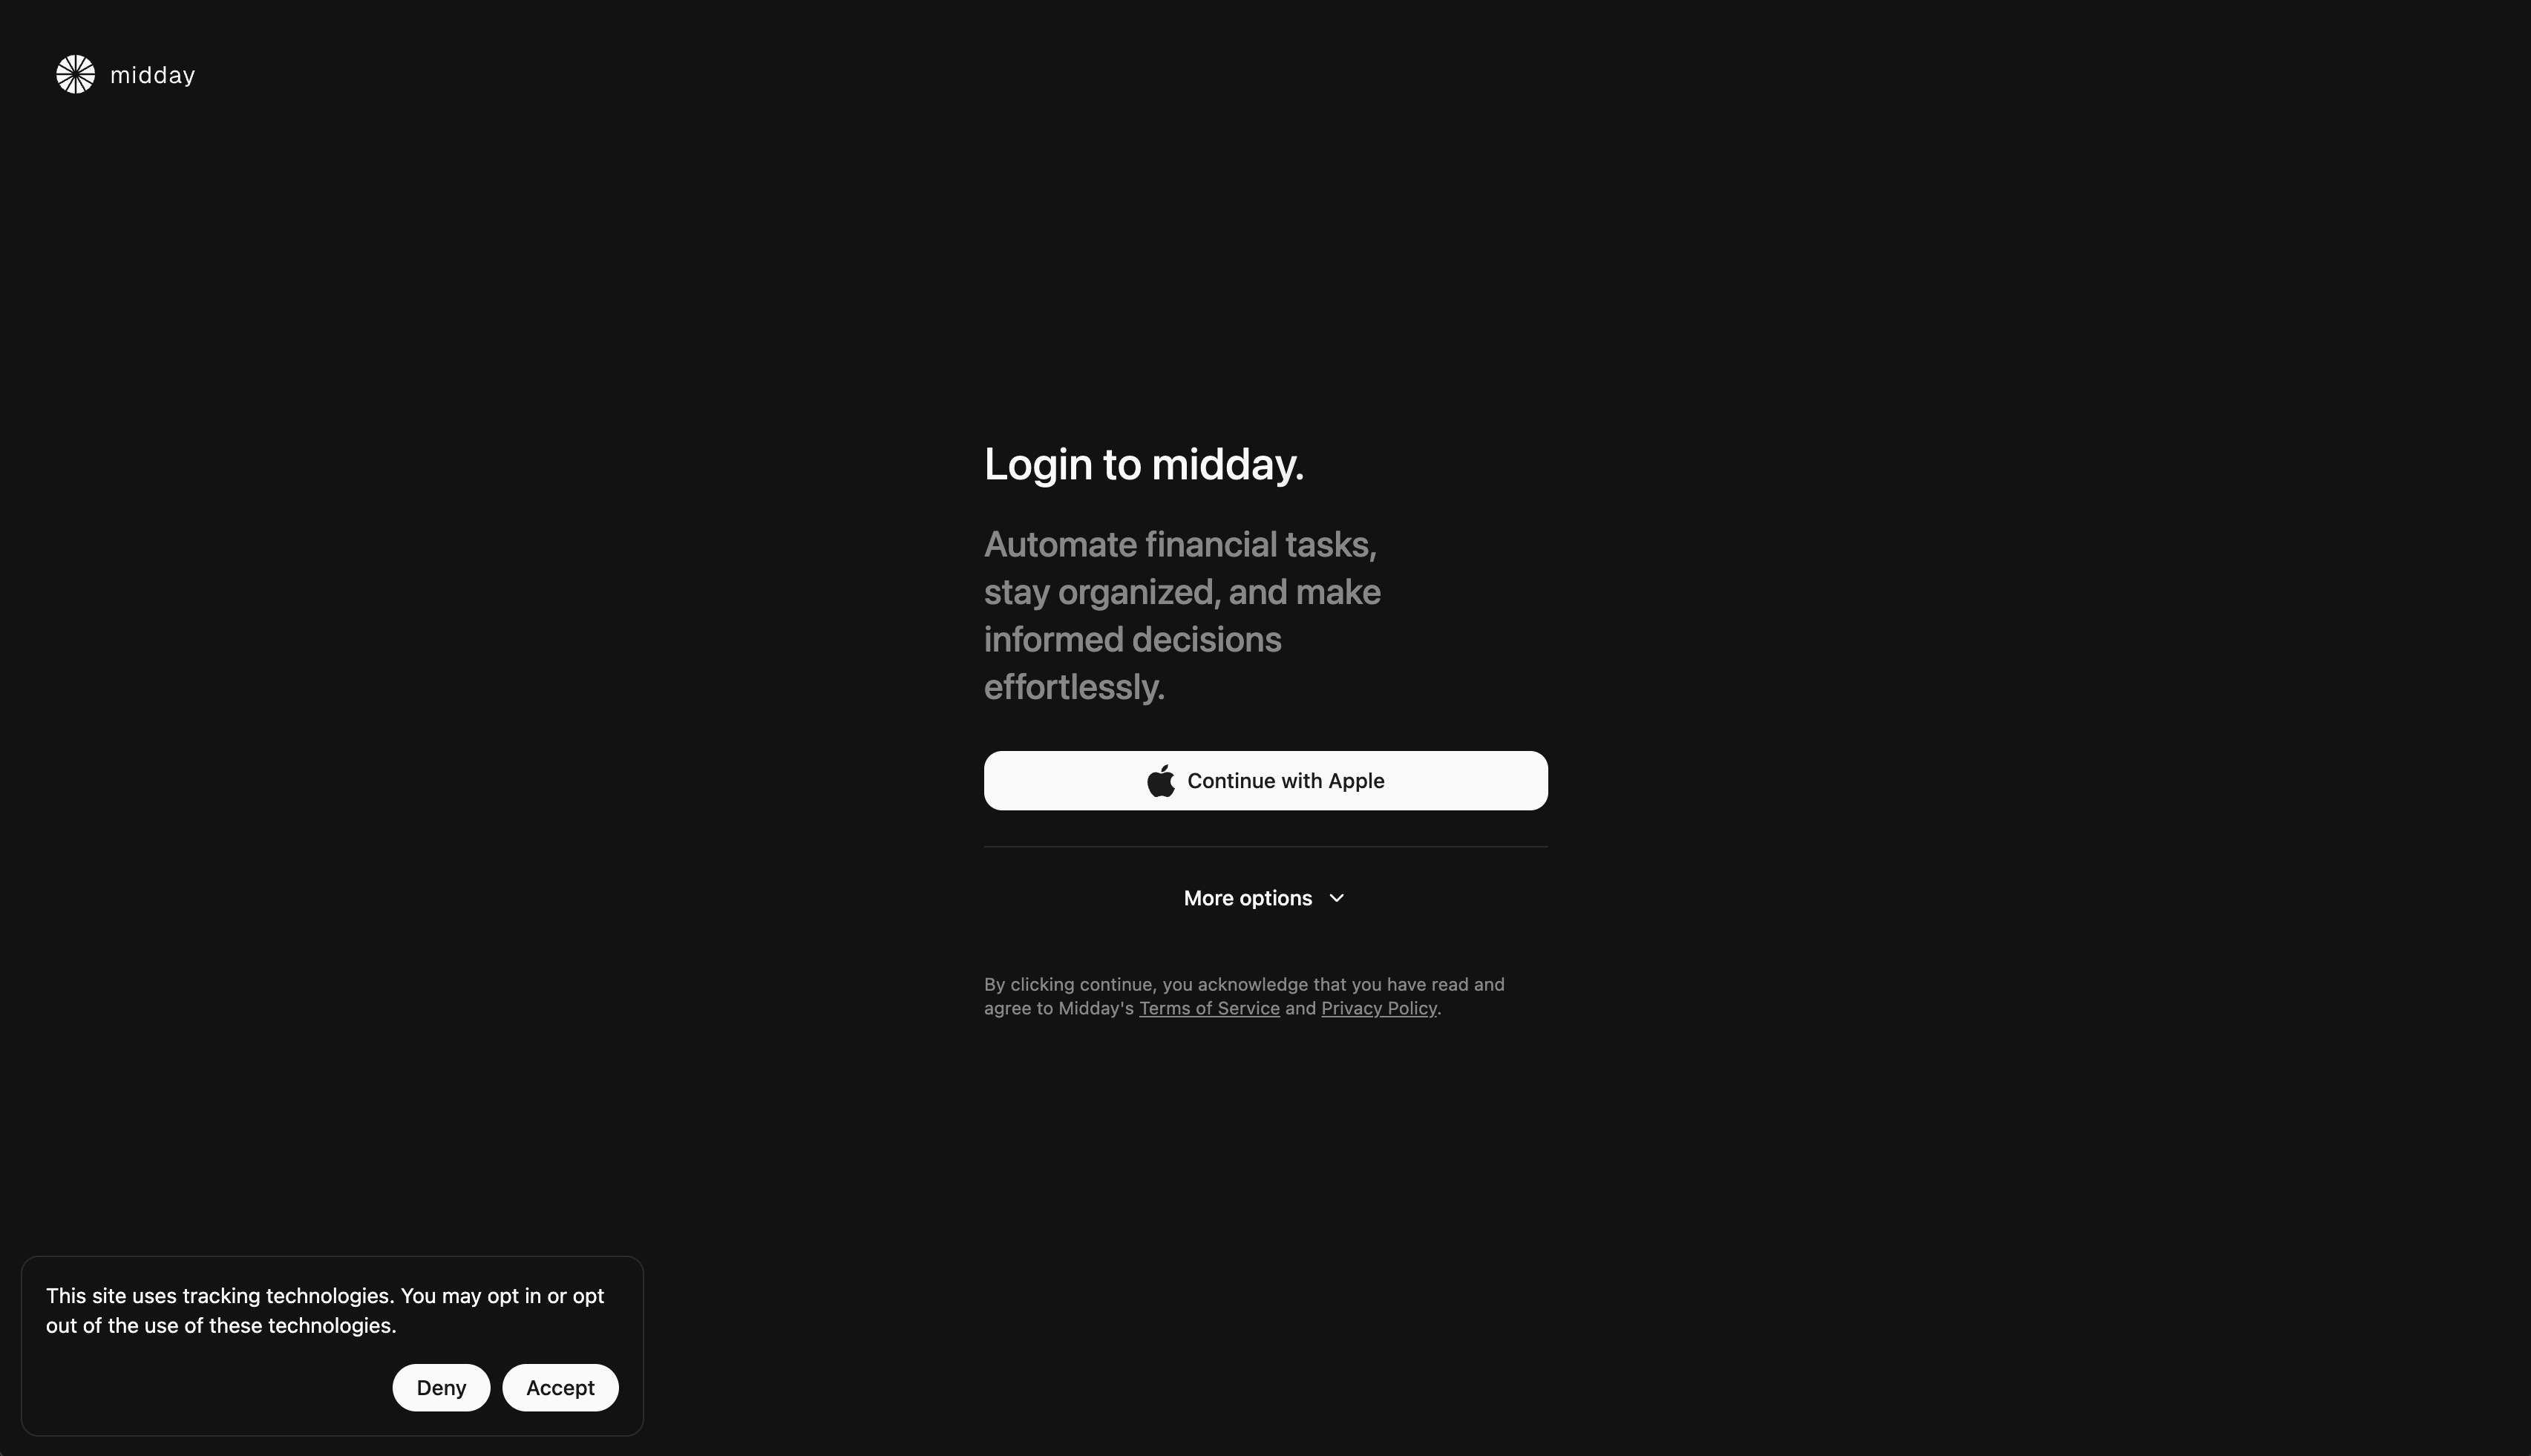 midday
Login to midday.
Automate financial tasks,
stay organized, and make
informed decisions
effortlessly.
Continue with Apple
More options
By clicking continue, you acknowledge that you have read and
agree to Midday's Terms of Service and Privacy Policy.
This site uses tracking technologies. You may opt in or opt
out of the use of these technologies.
Deny
Accept